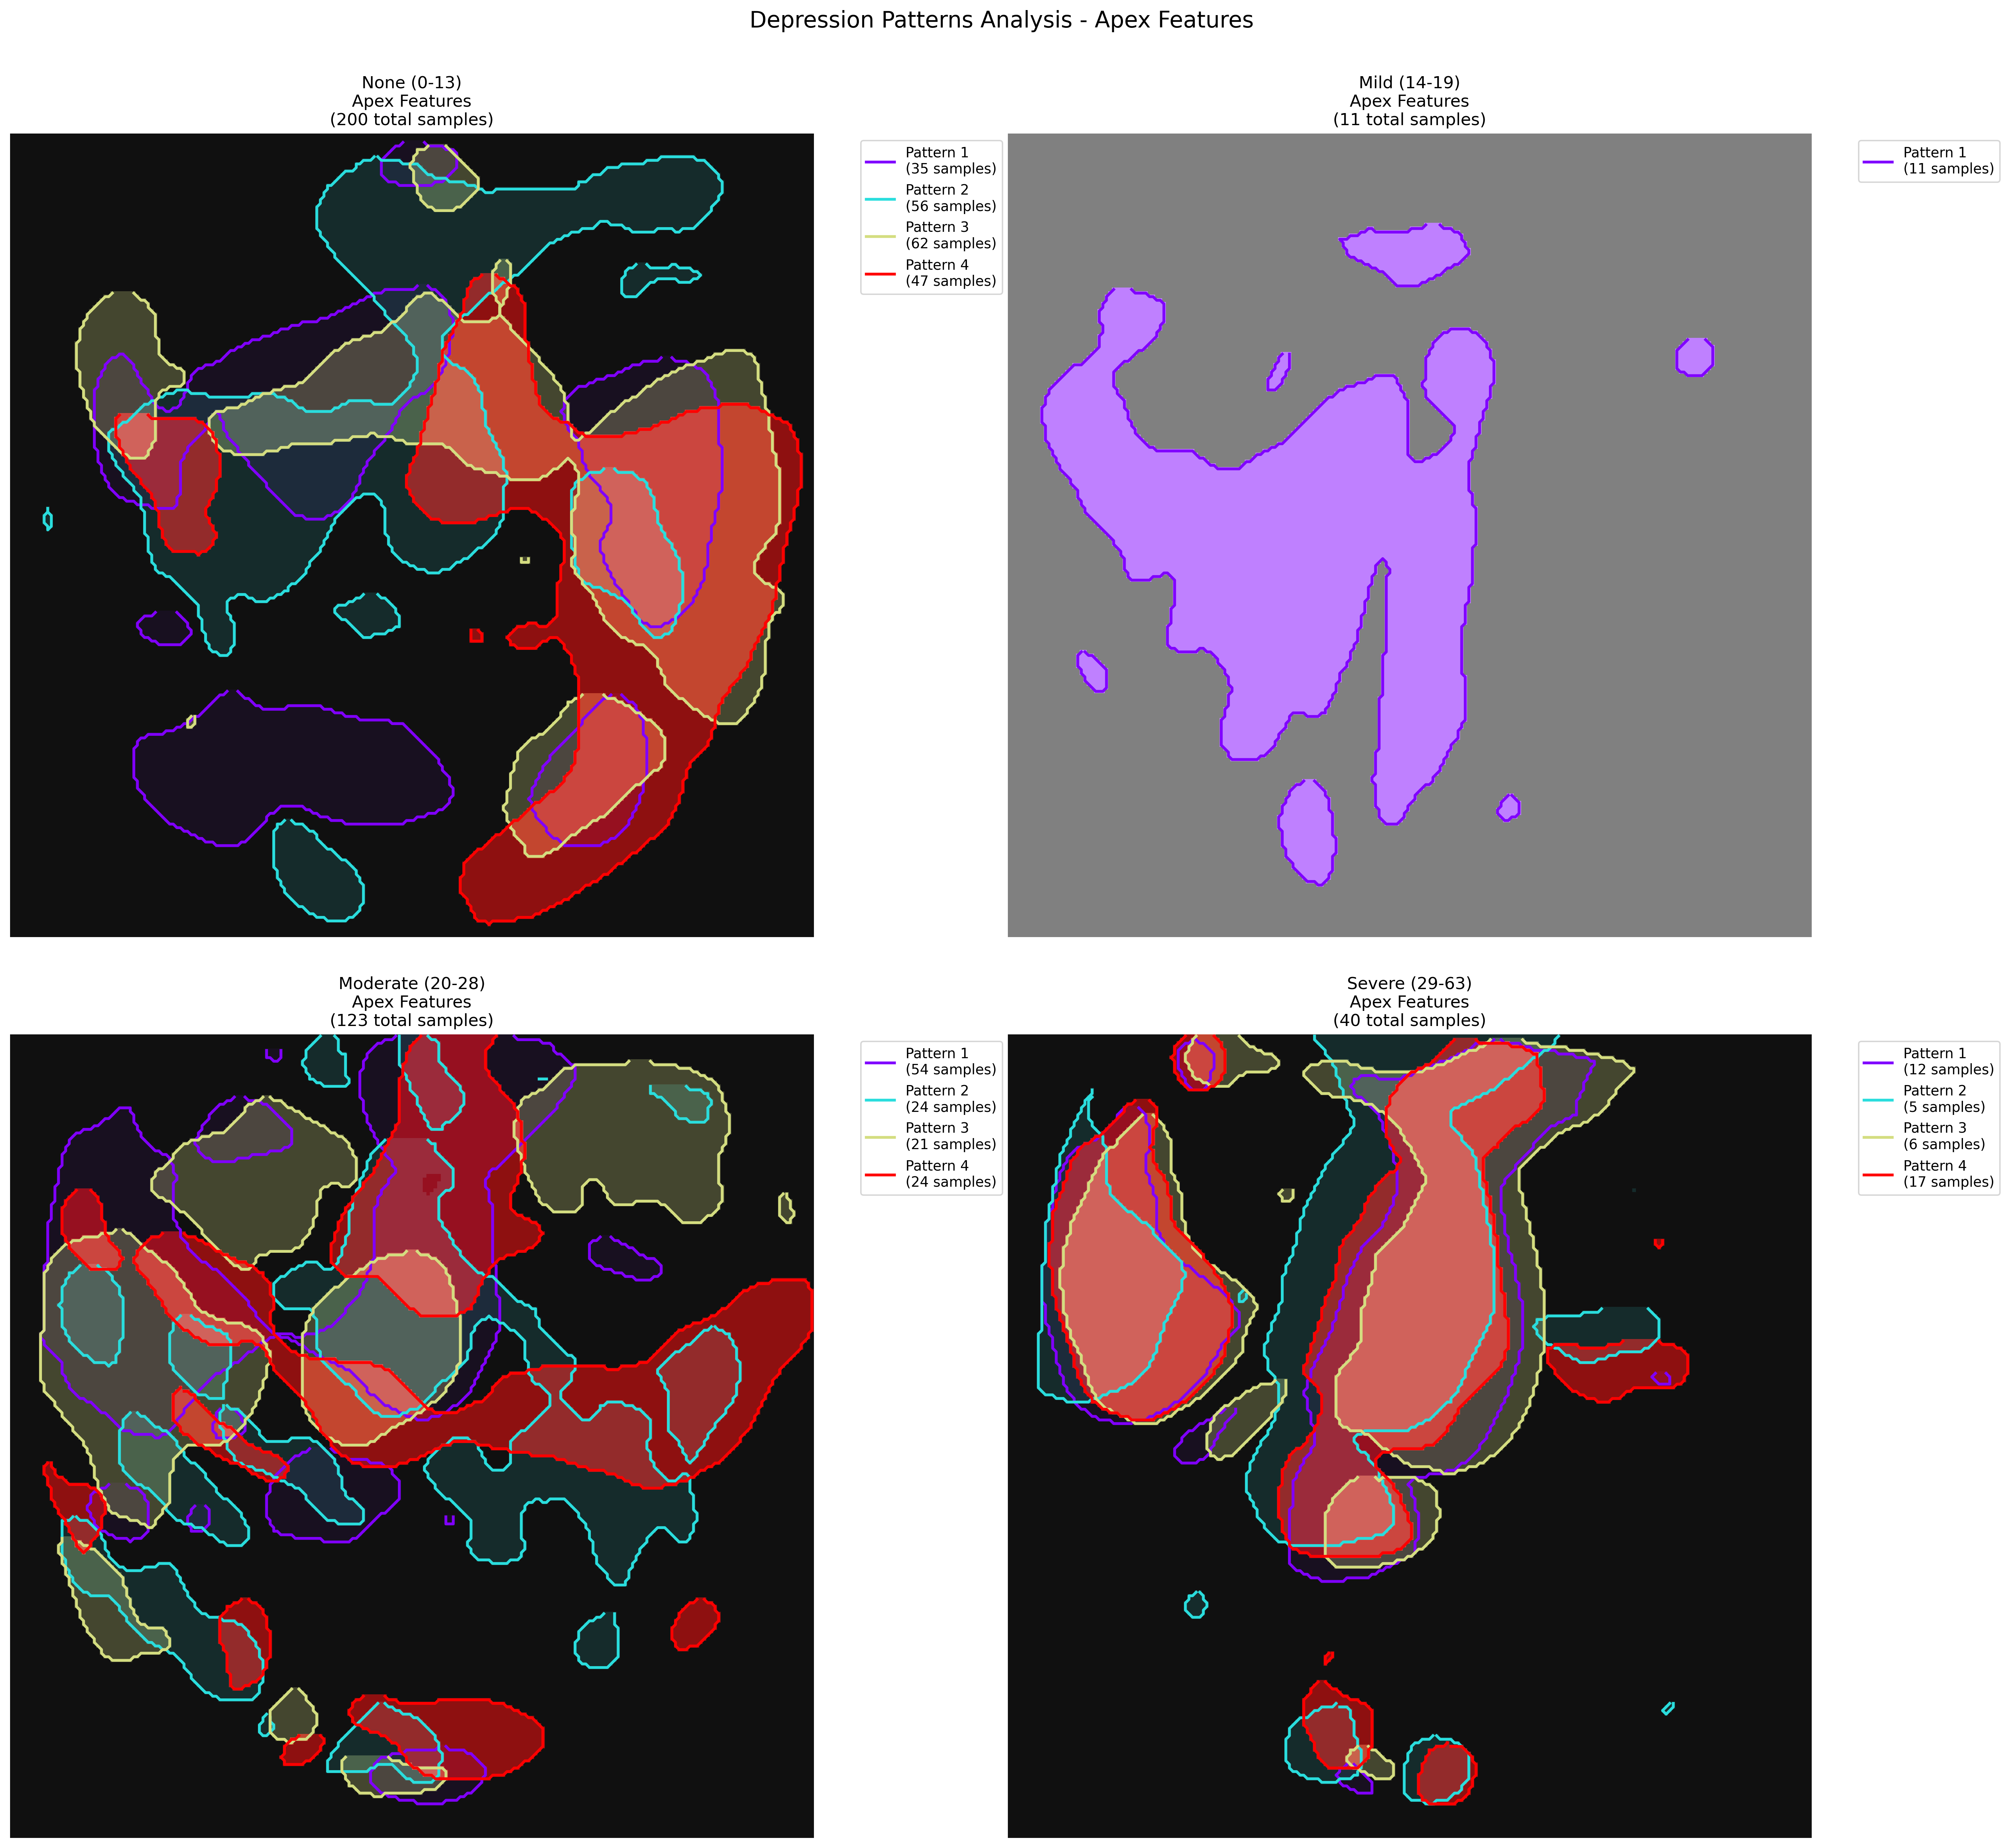 Depression Patterns Analysis - Apex Features
None (0-13)
Apex Features
(200 total samples)
Pattern 1
(35 samples)
Pattern 2
(56 samples)
Pattern 3
(62 samples)
Pattern 4
(47 samples)
Mild (14-19)
Apex Features
(11 total samples)
Pattern 1
(11 samples)
Moderate (20-28)
Apex Features
(123 total samples)
Pattern 1
(54 samples)
Pattern 2
(24 samples)
Pattern 3
(21 samples)
Pattern 4
(24 samples)
Severe (29-63)
Apex Features
(40 total samples)
Pattern 1
(12 samples)
Pattern 2
(5 samples)
Pattern 3
(6 samples)
Pattern 4
(17 samples)